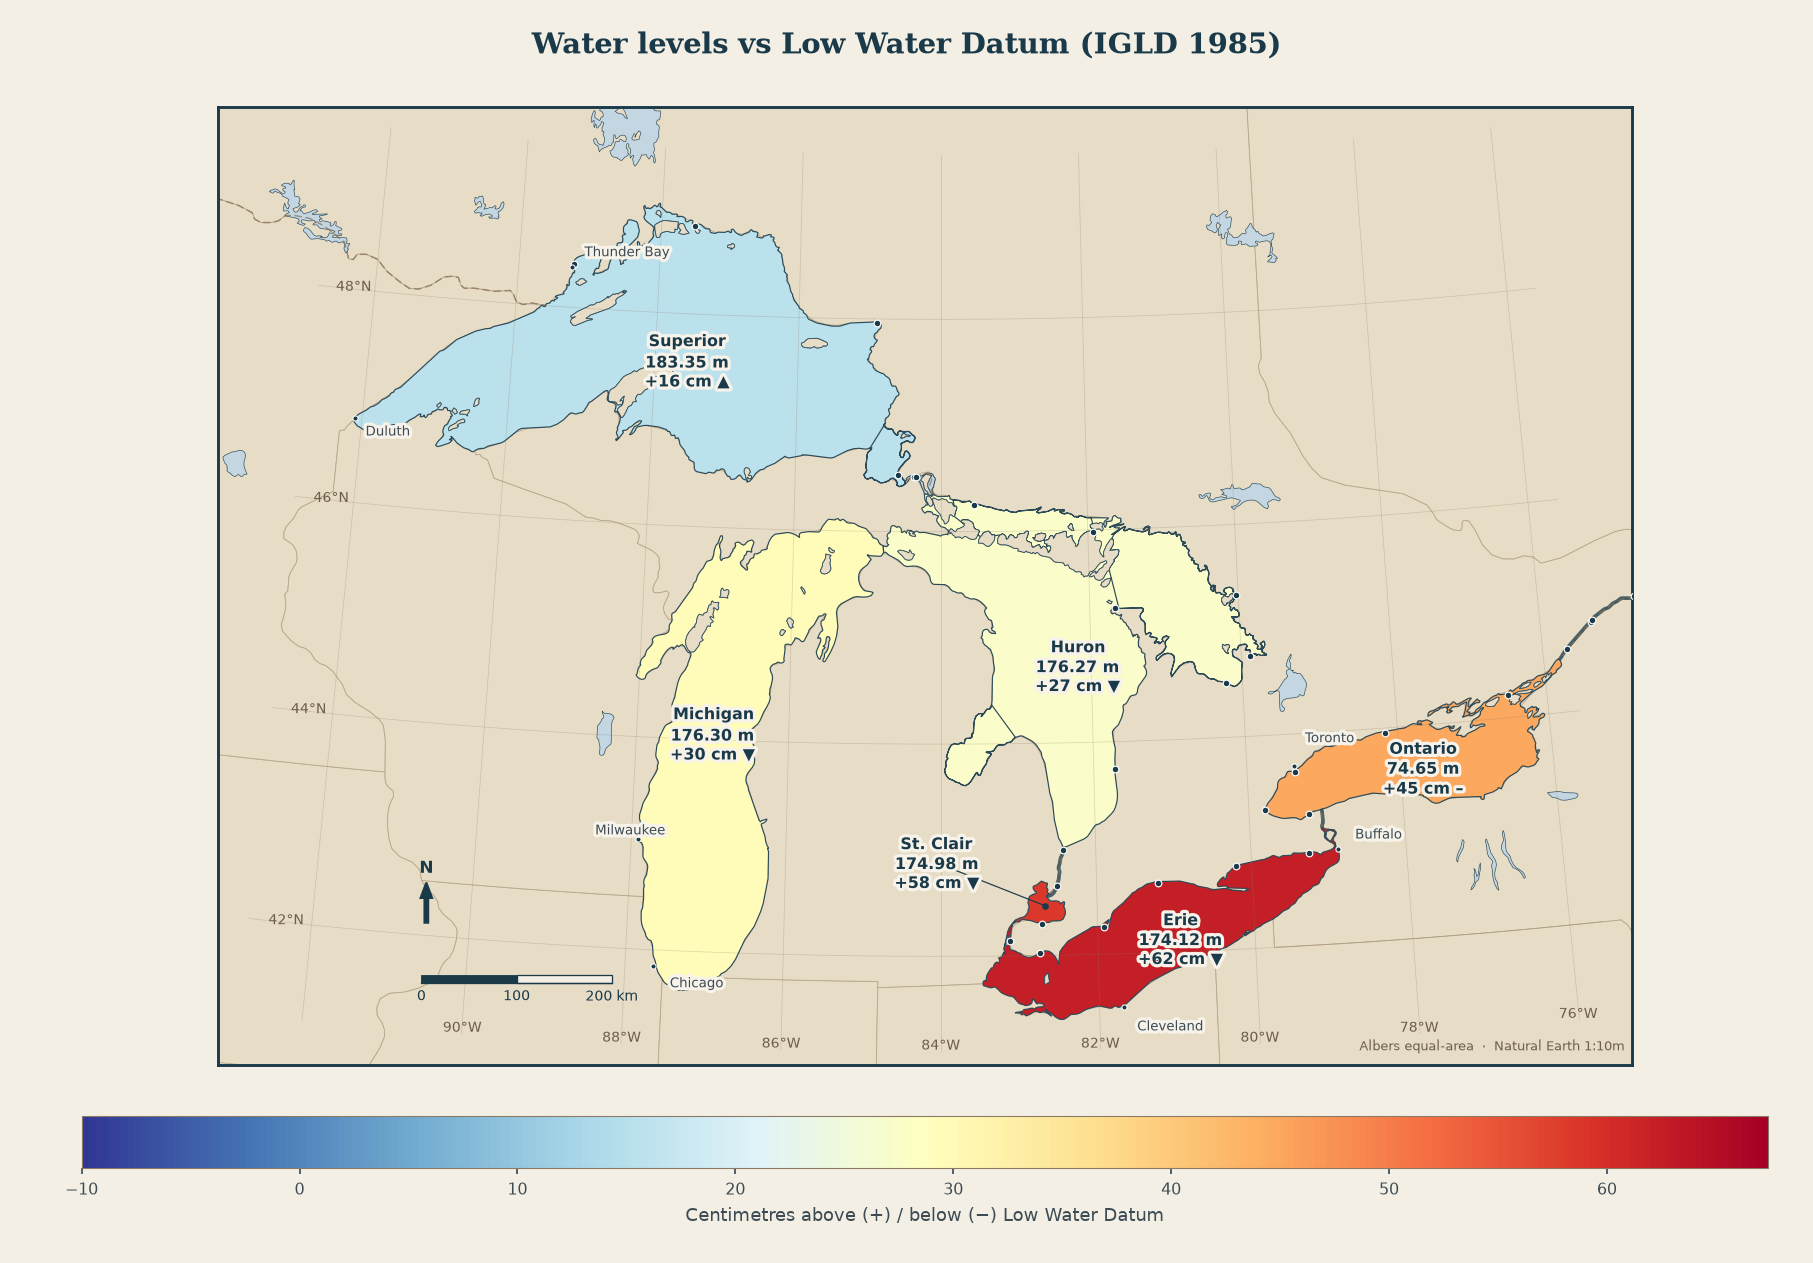 Water levels vs Low Water Datum (IGLD 1985)
Thunder Bay
48°N
Superior
183.35 m
+16 cm ▲
Duluth
46°N
Huron
176.27 m
+27 cm ▼
44°N
Michigan
176.30 m
+30 cm ▼
Toronto
Ontario
74.65 m
+45 cm –
Milwaukee
Buffalo
St. Clair
174.98 m
+58 cm ▼
N
42°N
Erie
174.12 m
+62 cm ▼
Chicago
0 100 200 km
Cleveland
90°W 88°W 86°W 84°W 82°W 80°W 78°W 76°W
Albers equal-area · Natural Earth 1:10m
−10 0 10 20 30 40 50 60
Centimetres above (+) / below (−) Low Water Datum